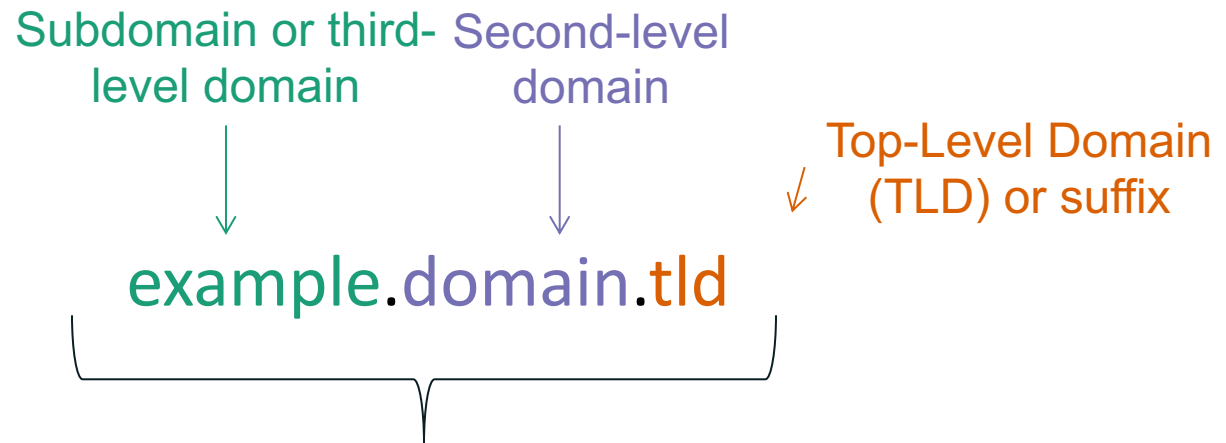 Subdomain or third-
level domain
Second-level
domain
Top-Level Domain
(TLD) or suffix
example.domain.tld